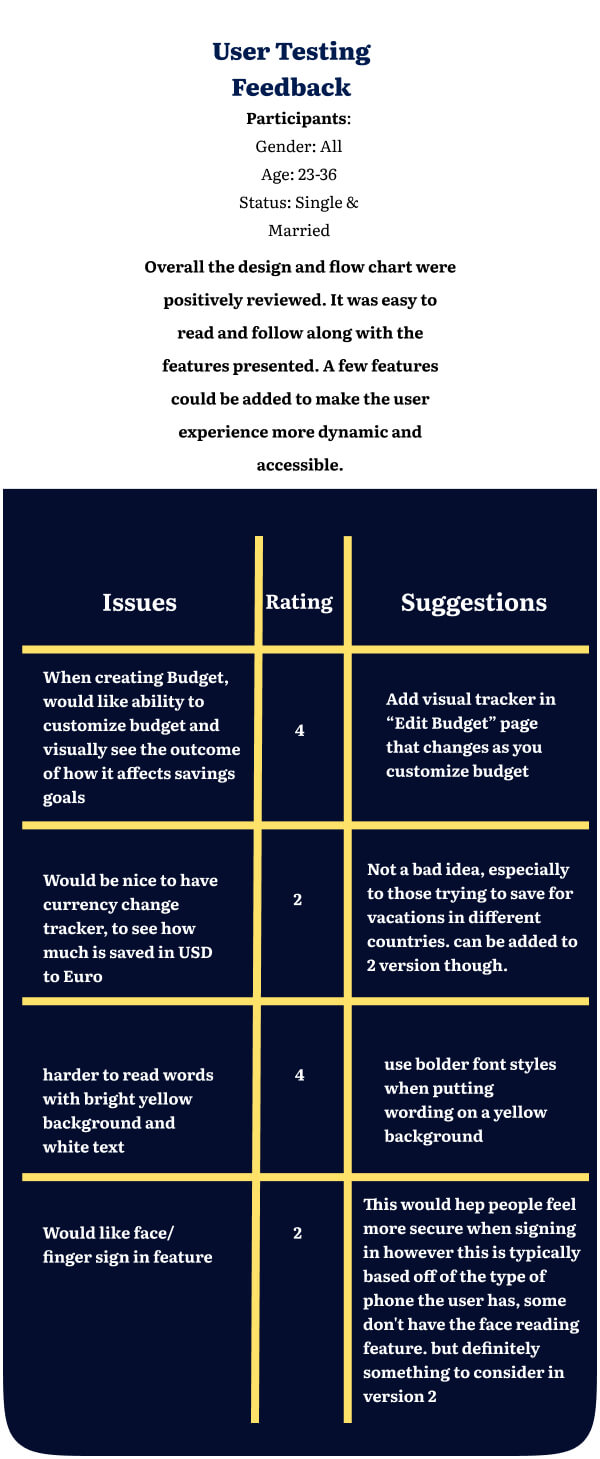 User Testing
Feedback
Participants:
Gender: All
Age: 23-36
Status: Single &
Married
Overall the design and flow chart were
positively reviewed. It was easy to
read and follow along with the
features presented. A few features
could be added to make the user
experience more dynamic and
accessible.
Issues
Rating
Suggestions
When creating Budget,
would like ability to
customize budget and
visually see the outcome
of how it affects savings
goals
4
Add visual tracker in
“Edit Budget” page
that changes as you
customize budget
Would be nice to have
currency change
tracker, to see how
much is saved in USD
to Euro
2
Not a bad idea, especially
to those trying to save for
vacations in different
countries. can be added to
2 version though.
harder to read words
with bright yellow
background and
white text
4
use bolder font styles
when putting
wording on a yellow
background
Would like face/
finger sign in feature
2
This would hep people feel
more secure when signing
in however this is typically
based off of the type of
phone the user has, some
don't have the face reading
feature. but definitely
something to consider in
version 2